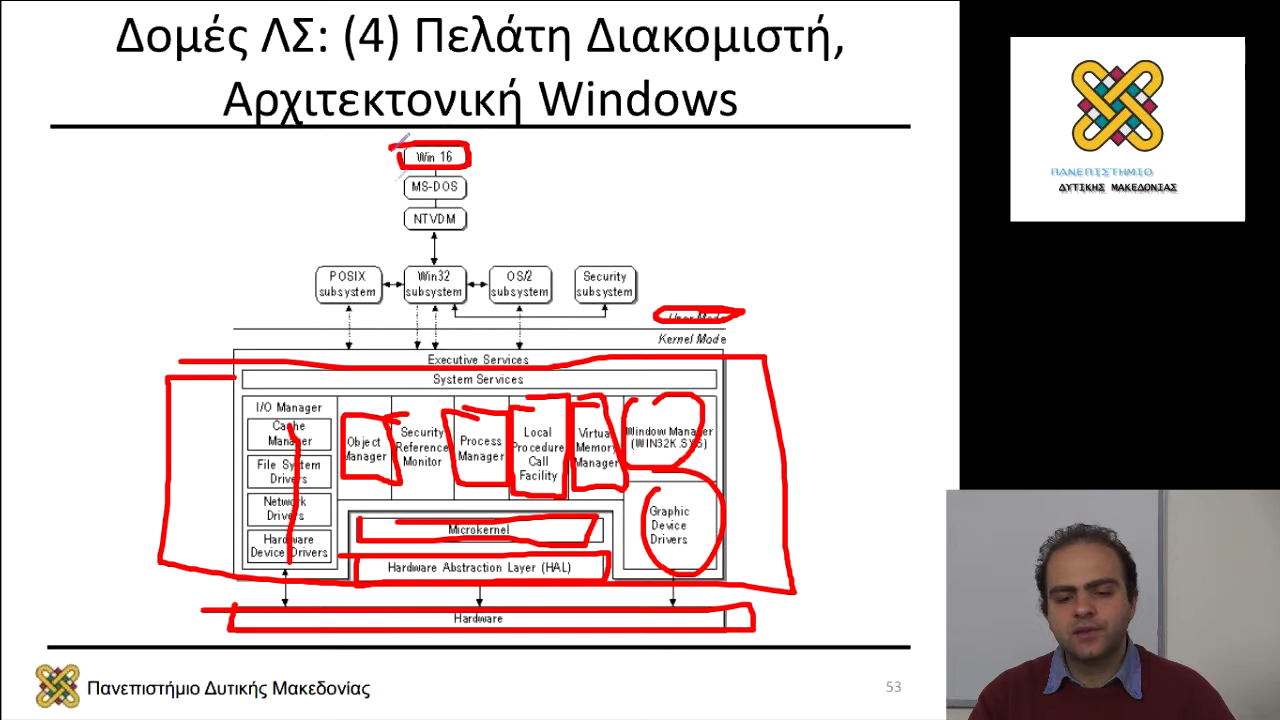 Δομές ΛΣ: (4) Πελάτη Διακομιστή,
Αρχιτεκτονική Windows
ΠΑΝΕΠΙΣΤΗΜΙΟ
ΔΥΤΙΚΗΣ ΜΑΚΕΔΟΝΙΑΣ
Win 16
MS-DOS
NTVDM
POSIX
subsystem
Win32
subsystem
OS/2
subsystem
Security
subsystem
Kernel Mode
Executive Services
System Services
I/O Manager
Cache
Manager
File System
Drivers
Network
Drivers
Hardware
Device Drivers
Object
Manager
Security
Reference
Monitor
Process
Manager
Local
Procedure
Call
Facility
Virtual
Memory
Manager
Window Manager
(WIN32K.SYS)
Graphic
Device
Drivers
Microkernel
Hardware Abstraction Layer (HAL)
Hardware
Πανεπιστήμιο Δυτικής Μακεδονίας
53